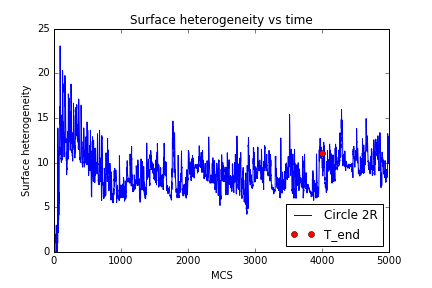 Surface heterogeneity vs time
25
20
15
10
5
0
Surface heterogeneity
0 1000 2000 3000 4000 5000
MCS
Circle 2R
T_end